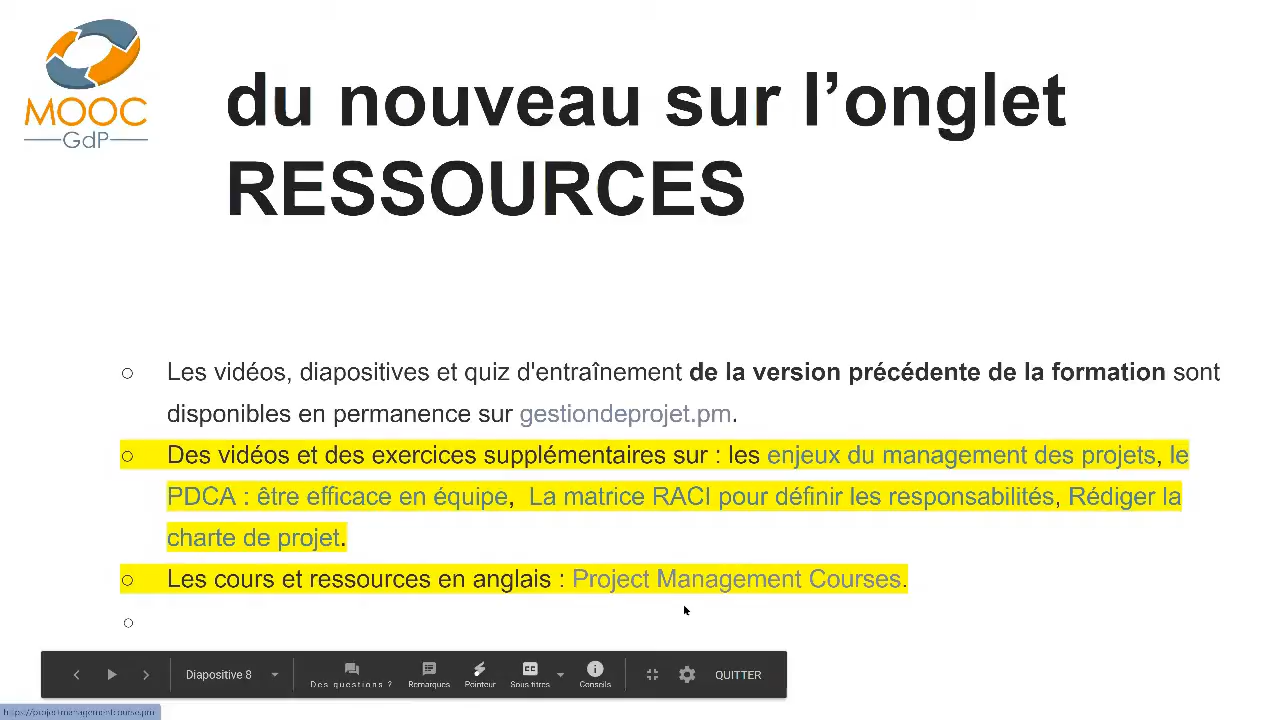 MOOC
GdP
du nouveau sur l’onglet
RESSOURCES
○ Les vidéos, diapositives et quiz d'entraînement de la version précédente de la formation sont
disponibles en permanence sur gestiondeprojet.pm.
○ Des vidéos et des exercices supplémentaires sur : les enjeux du management des projets, le
PDCA : être efficace en équipe, La matrice RACI pour définir les responsabilités, Rédiger la
charte de projet.
○ Les cours et ressources en anglais : Project Management Courses.
○
Diapositive 8
Des questions ?
Remarques
Pointeur
Sous titres
Conseils
QUITTER
https://projectmanagementcourse.pm